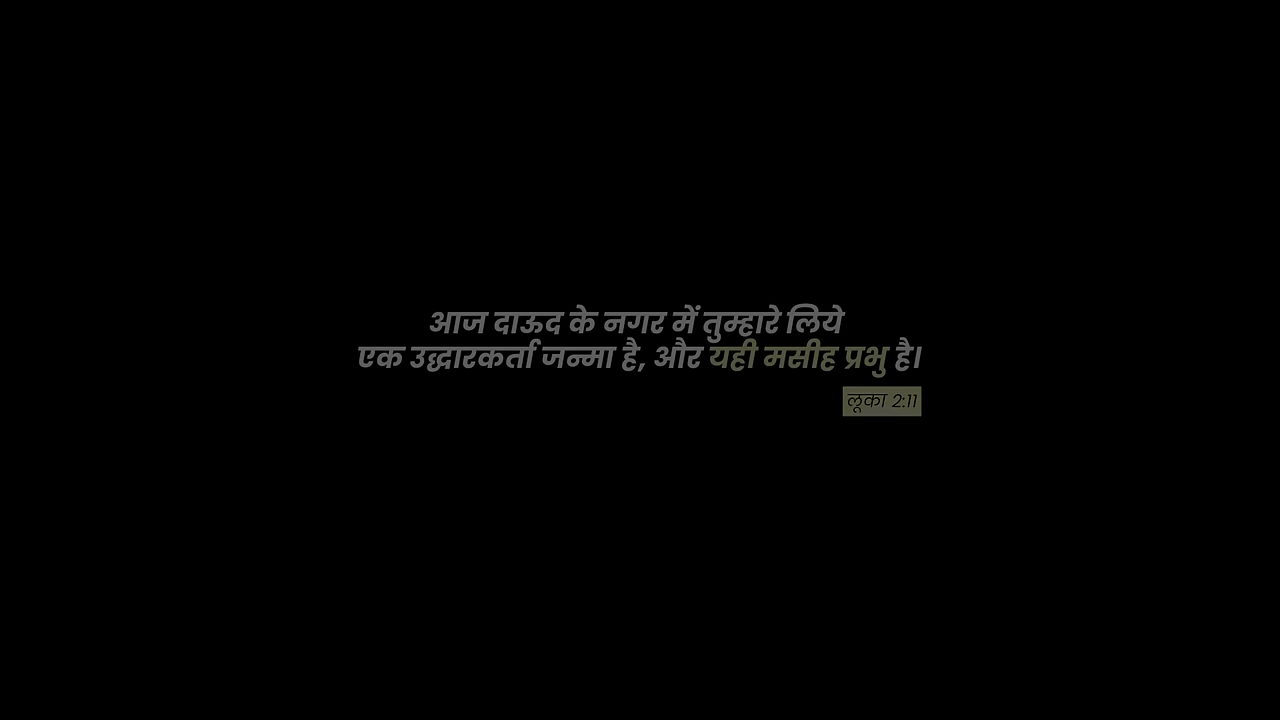 आज दाऊद के नगर में तुम्हारे लिये
एक उद्धारकर्ता जन्मा है, और यही मसीह प्रभु है।
लूका 2:11